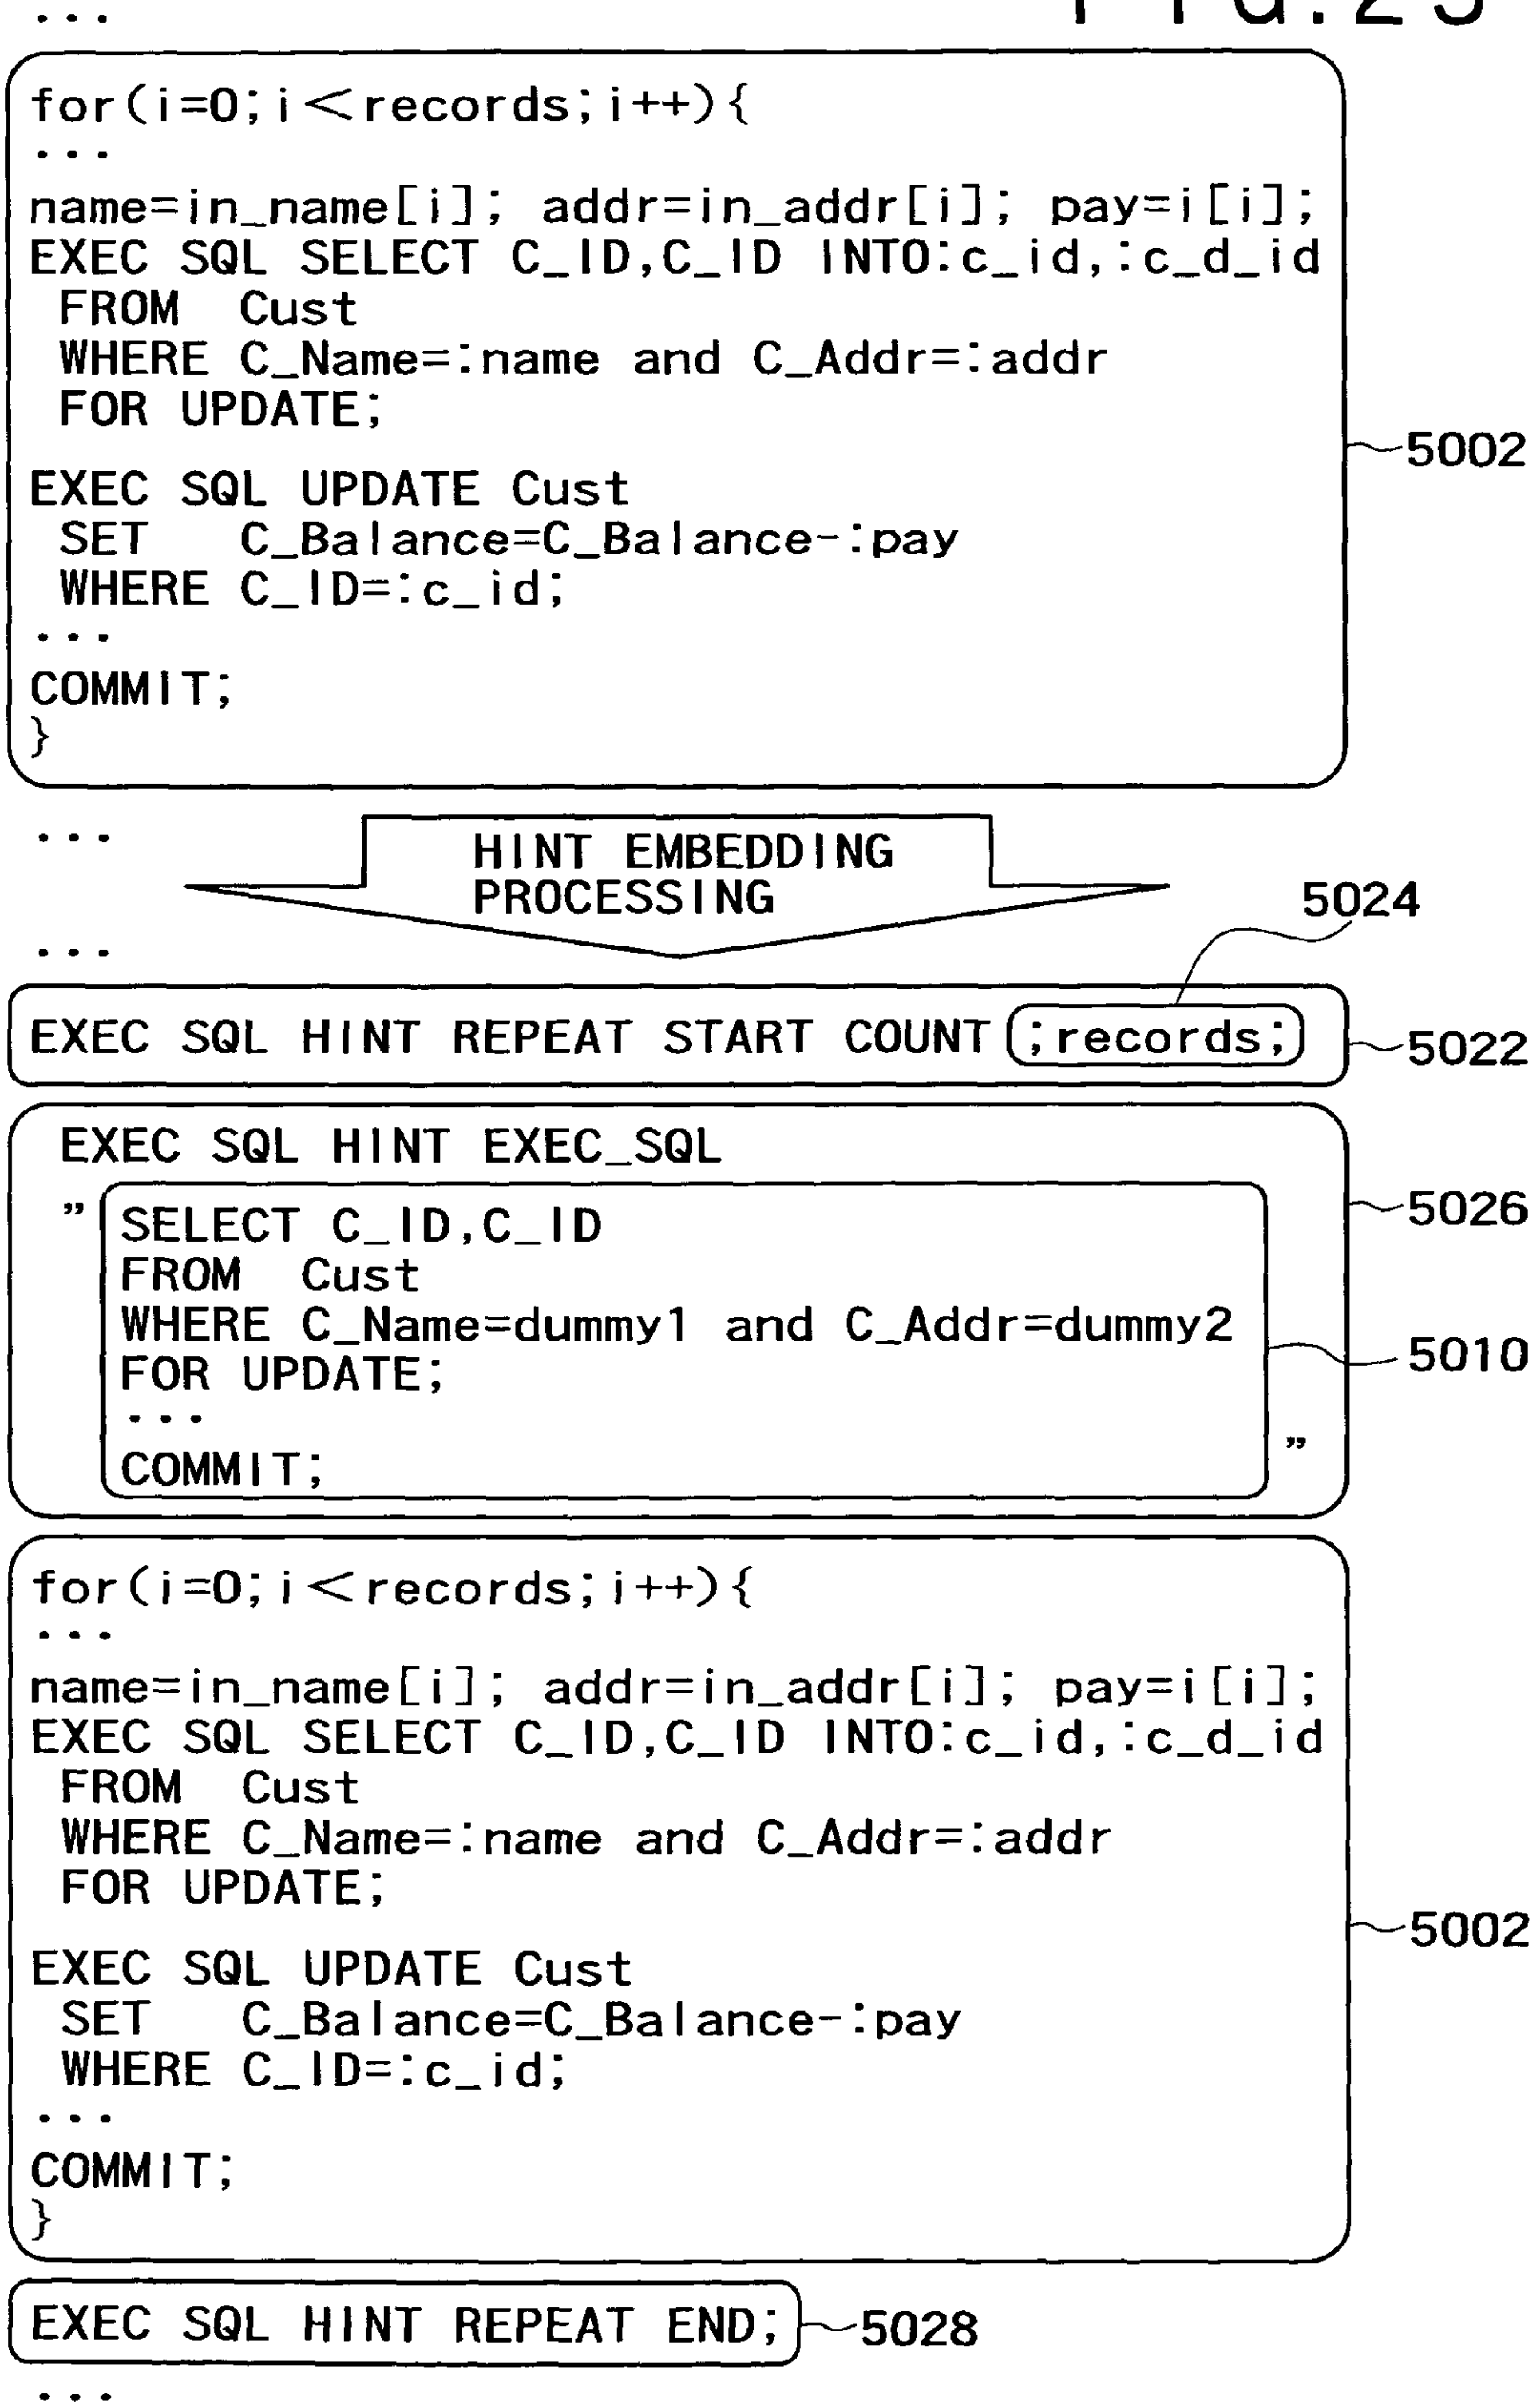 FIG.25
...
for(i=0;i<records;i++){
...
name=in_name[i]; addr=in_addr[i]; pay=i[i];
EXEC SQL SELECT C_ID,C_ID INTO:c_id,:c_d_id
FROM Cust
WHERE C_Name=:name and C_Addr=:addr
FOR UPDATE;
5002
EXEC SQL UPDATE Cust
SET C_Balance=C_Balance-:pay
WHERE C_ID=:c_id;
...
COMMIT;
}
...
HINT EMBEDDING
PROCESSING
5024
...
EXEC SQL HINT REPEAT START COUNT ;records;
5022
EXEC SQL HINT EXEC_SQL
5026
" SELECT C_ID,C_ID
FROM Cust
WHERE C_Name=dummy1 and C_Addr=dummy2
5010
FOR UPDATE;
...
COMMIT; "
for(i=0;i<records;i++){
...
name=in_name[i]; addr=in_addr[i]; pay=i[i];
EXEC SQL SELECT C_ID,C_ID INTO:c_id,:c_d_id
FROM Cust
WHERE C_Name=:name and C_Addr=:addr
FOR UPDATE;
5002
EXEC SQL UPDATE Cust
SET C_Balance=C_Balance-:pay
WHERE C_ID=:c_id;
...
COMMIT;
}
EXEC SQL HINT REPEAT END; 5028
...